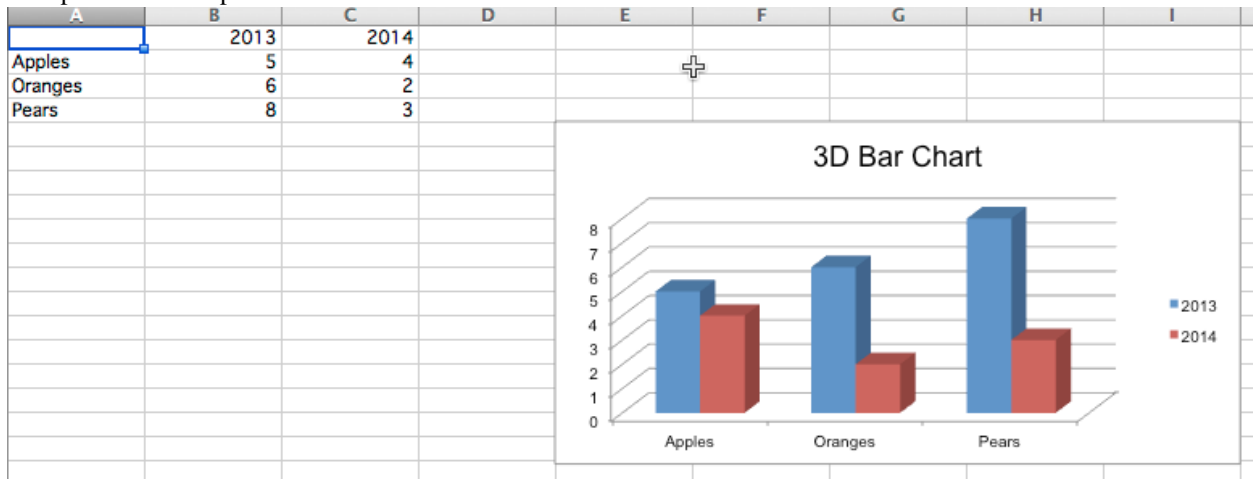 A B C D E F G H I
2013 2014
Apples 5 4
Oranges 6 2
Pears 8 3
3D Bar Chart
8
7
6
5
4
3
2
1
0
Apples Oranges Pears
2013
2014